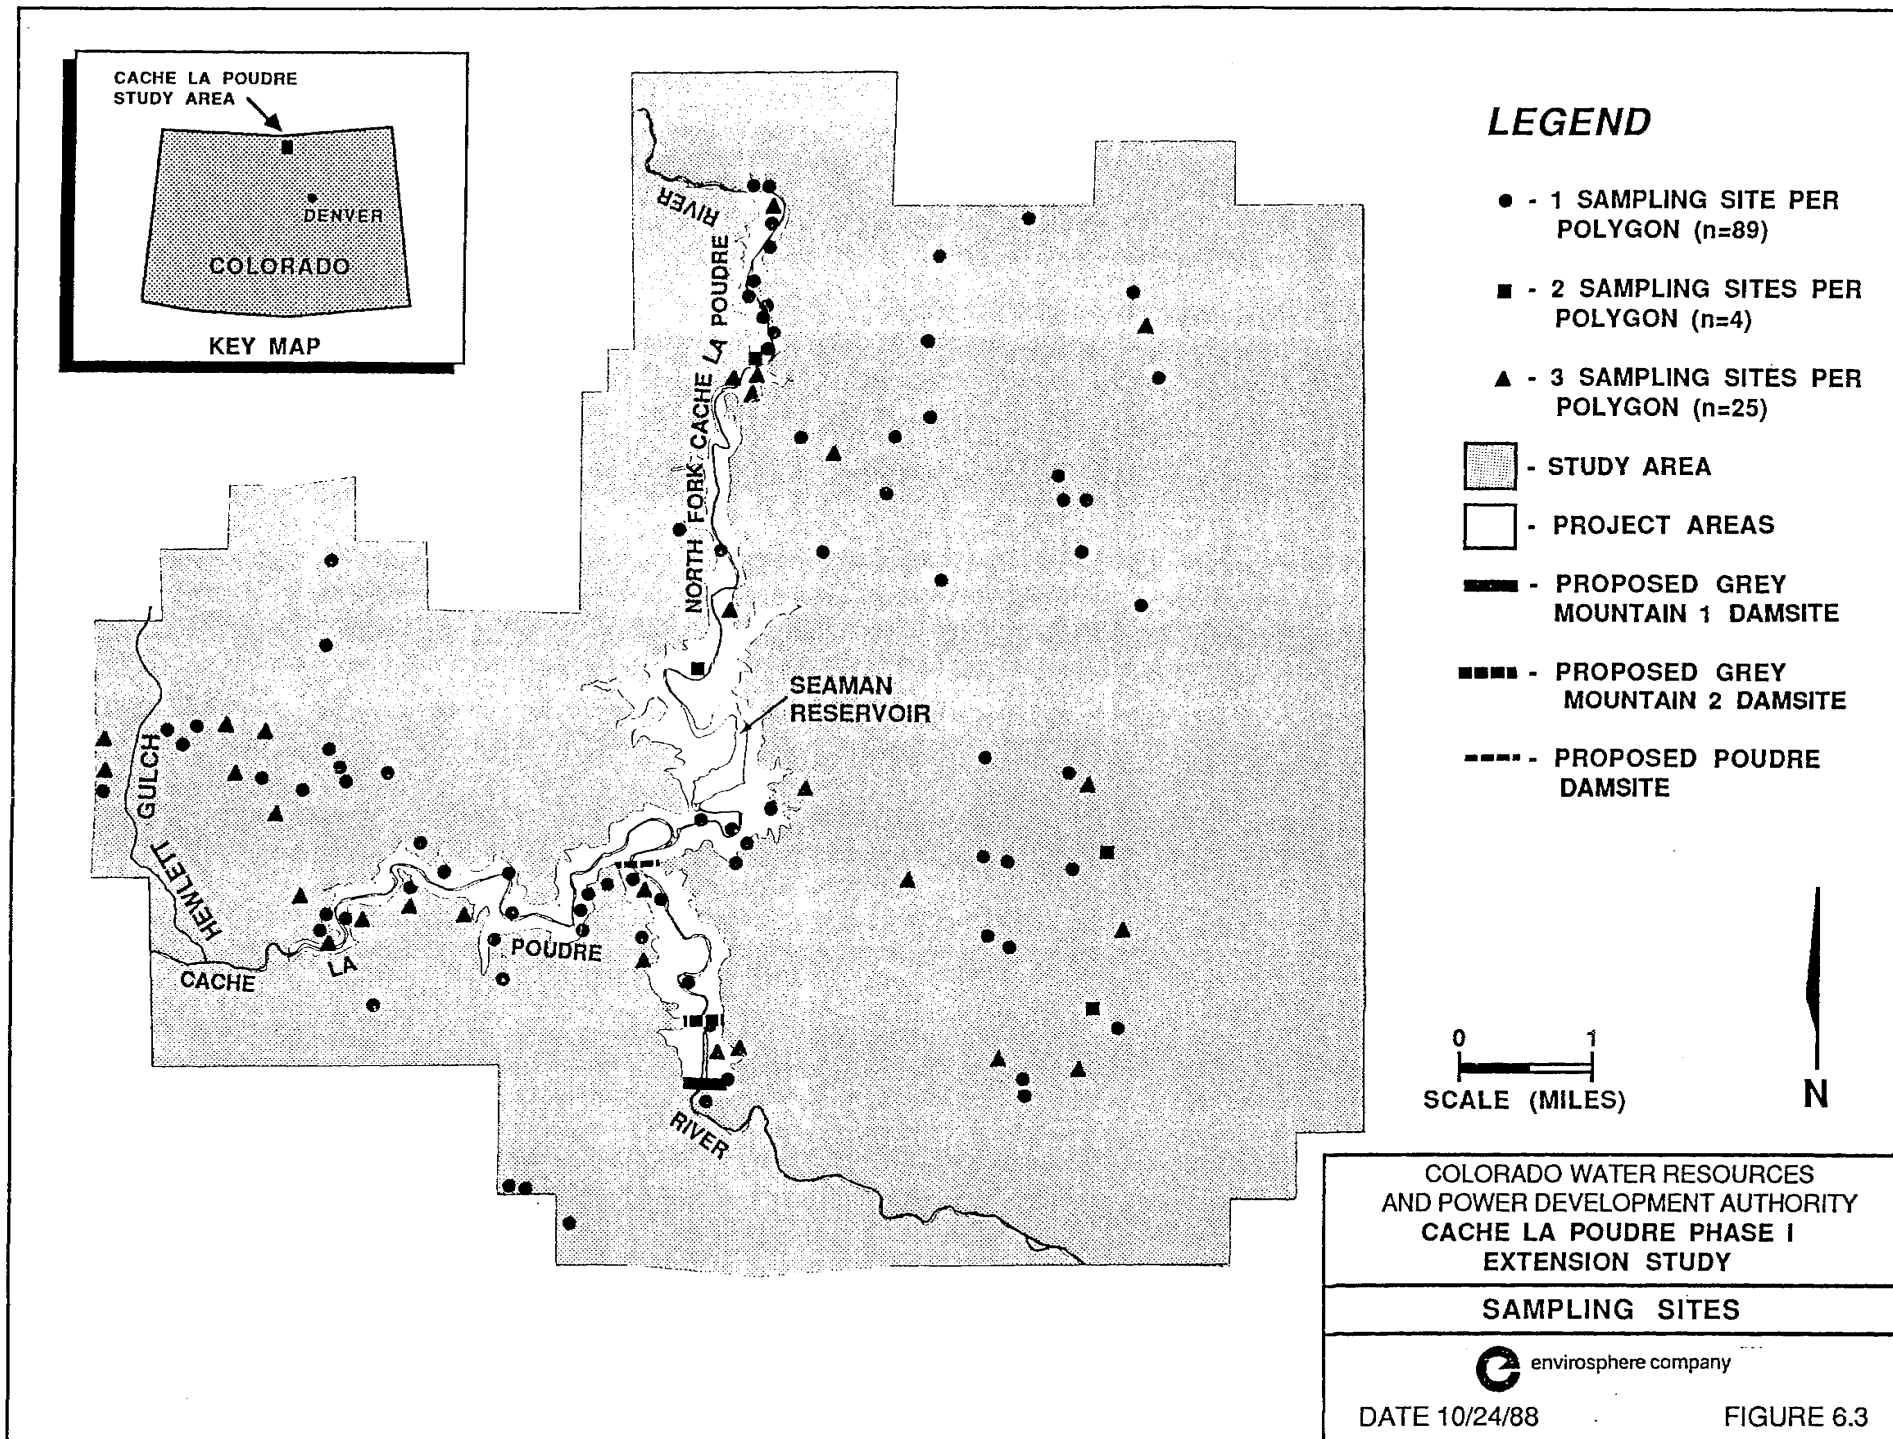 CACHE LA POUDRE
STUDY AREA
DENVER
COLORADO
KEY MAP
RIVER
NORTH FORK CACHE LA POUDRE
SEAMAN
RESERVOIR
GULCH
HEWLETT
CACHE
LA
POUDRE
RIVER
LEGEND
- 1 SAMPLING SITE PER
POLYGON (n=89)
- 2 SAMPLING SITES PER
POLYGON (n=4)
- 3 SAMPLING SITES PER
POLYGON (n=25)
- STUDY AREA
- PROJECT AREAS
- PROPOSED GREY
MOUNTAIN 1 DAMSITE
- PROPOSED GREY
MOUNTAIN 2 DAMSITE
- PROPOSED POUDRE
DAMSITE
0 1
SCALE (MILES)
N
COLORADO WATER RESOURCES
AND POWER DEVELOPMENT AUTHORITY
CACHE LA POUDRE PHASE I
EXTENSION STUDY
SAMPLING SITES
envirosphere company
DATE 10/24/88 FIGURE 6.3